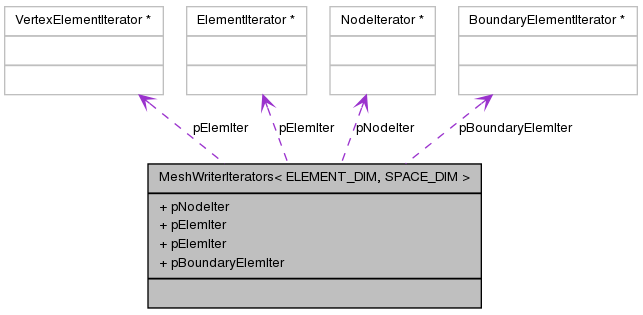 VertexElementIterator *
ElementIterator *
NodeIterator *
BoundaryElementIterator *
pElemIter
pElemIter
pNodeIter
pBoundaryElemIter
MeshWriterIterators< ELEMENT_DIM, SPACE_DIM >
+ pNodeIter
+ pElemIter
+ pElemIter
+ pBoundaryElemIter